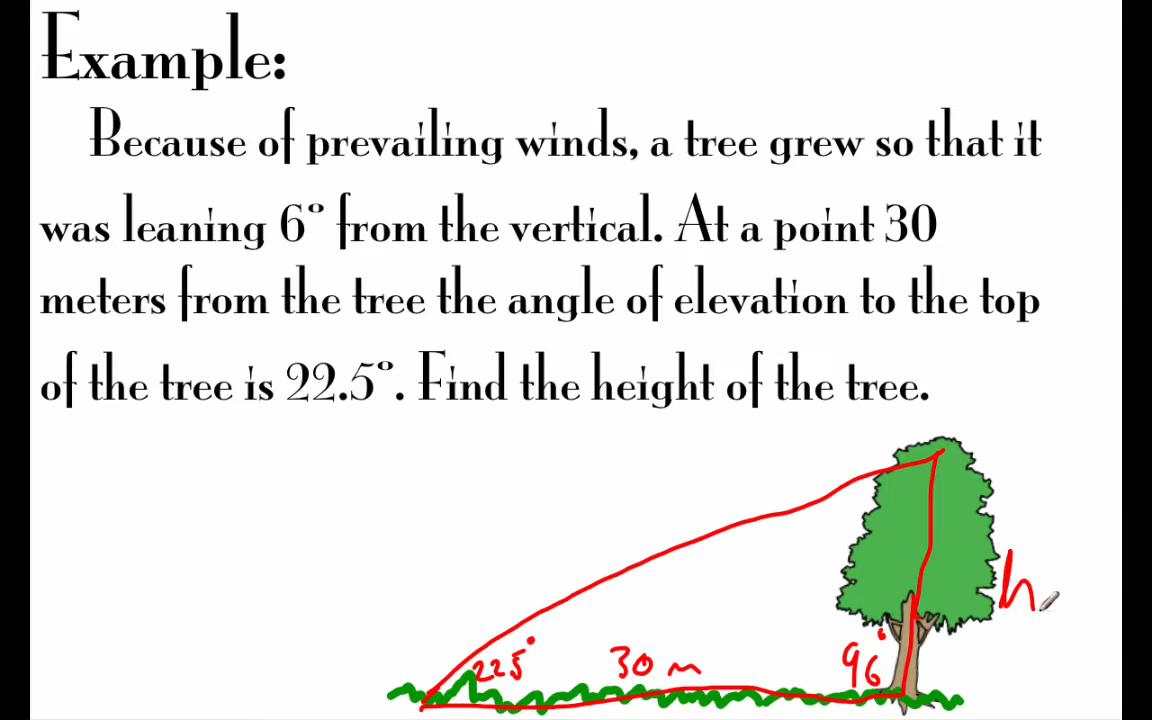 Example:
Because of prevailing winds, a tree grew so that it
was leaning 6° from the vertical. At a point 30
meters from the tree the angle of elevation to the top
of the tree is 22.5°. Find the height of the tree.
h
22.5° 30 m 96°